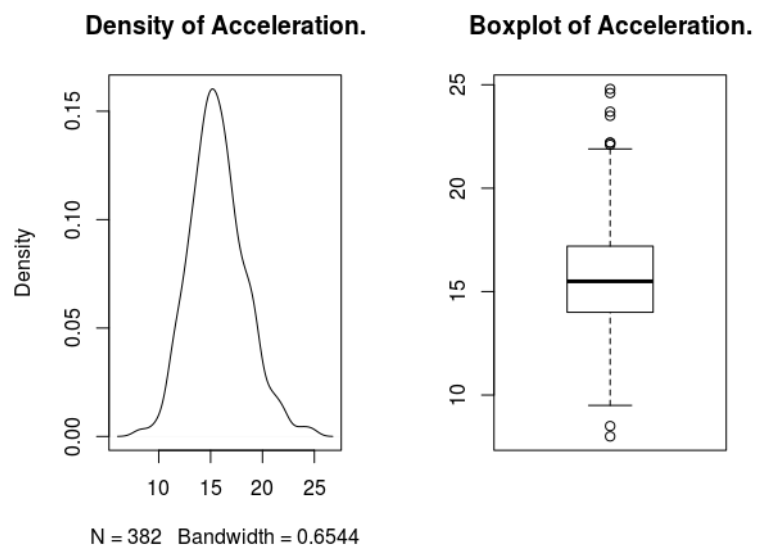 Density of Acceleration.
Density
0.15
0.10
0.05
0.00
10 15 20 25
N = 382 Bandwidth = 0.6544
Boxplot of Acceleration.
25
20
15
10